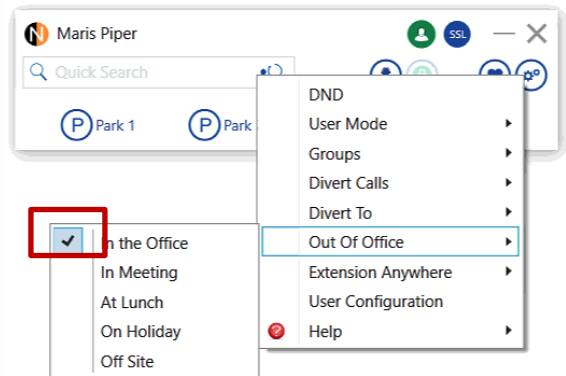 Maris Piper
SSL
Quick Search
P Park 1
P Park
DND
User Mode
Groups
Divert Calls
Divert To
Out Of Office
Extension Anywhere
User Configuration
? Help
In the Office
In Meeting
At Lunch
On Holiday
Off Site